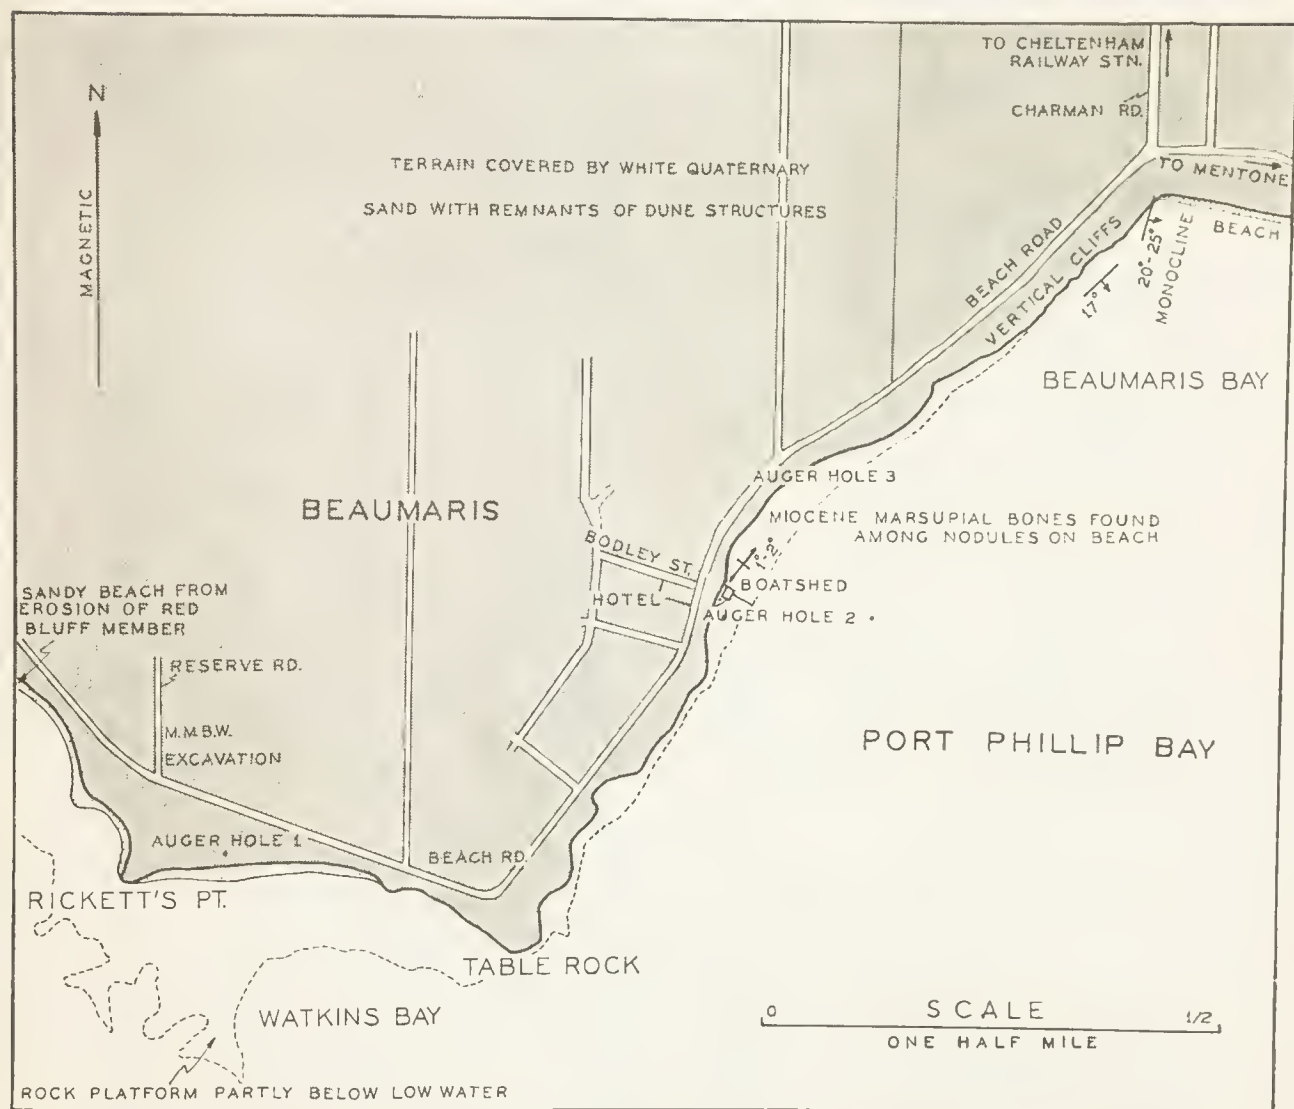 TO CHELTENHAM
RAILWAY STN.
N
CHARMAN RD.
MAGNETIC
TERRAIN COVERED BY WHITE QUATERNARY
SAND WITH REMNANTS OF DUNE STRUCTURES
TO MENTONE
BEACH
BEACH ROAD
VERTICAL CLIFFS
20°-25°
MONOCLINE
17°
BEAUMARIS BAY
AUGER HOLE 3
BEAUMARIS
MIOCENE MARSUPIAL BONES FOUND
AMONG NODULES ON BEACH
BODLEY ST.
1°-2°
BOATSHED
HOTEL
AUGER HOLE 2
SANDY BEACH FROM
EROSION OF RED
BLUFF MEMBER
RESERVE RD.
M.M.B.W.
EXCAVATION
PORT PHILLIP BAY
AUGER HOLE 1
BEACH RD.
RICKETT'S PT.
TABLE ROCK
WATKINS BAY
0 SCALE 1/2
ONE HALF MILE
ROCK PLATFORM PARTLY BELOW LOW WATER